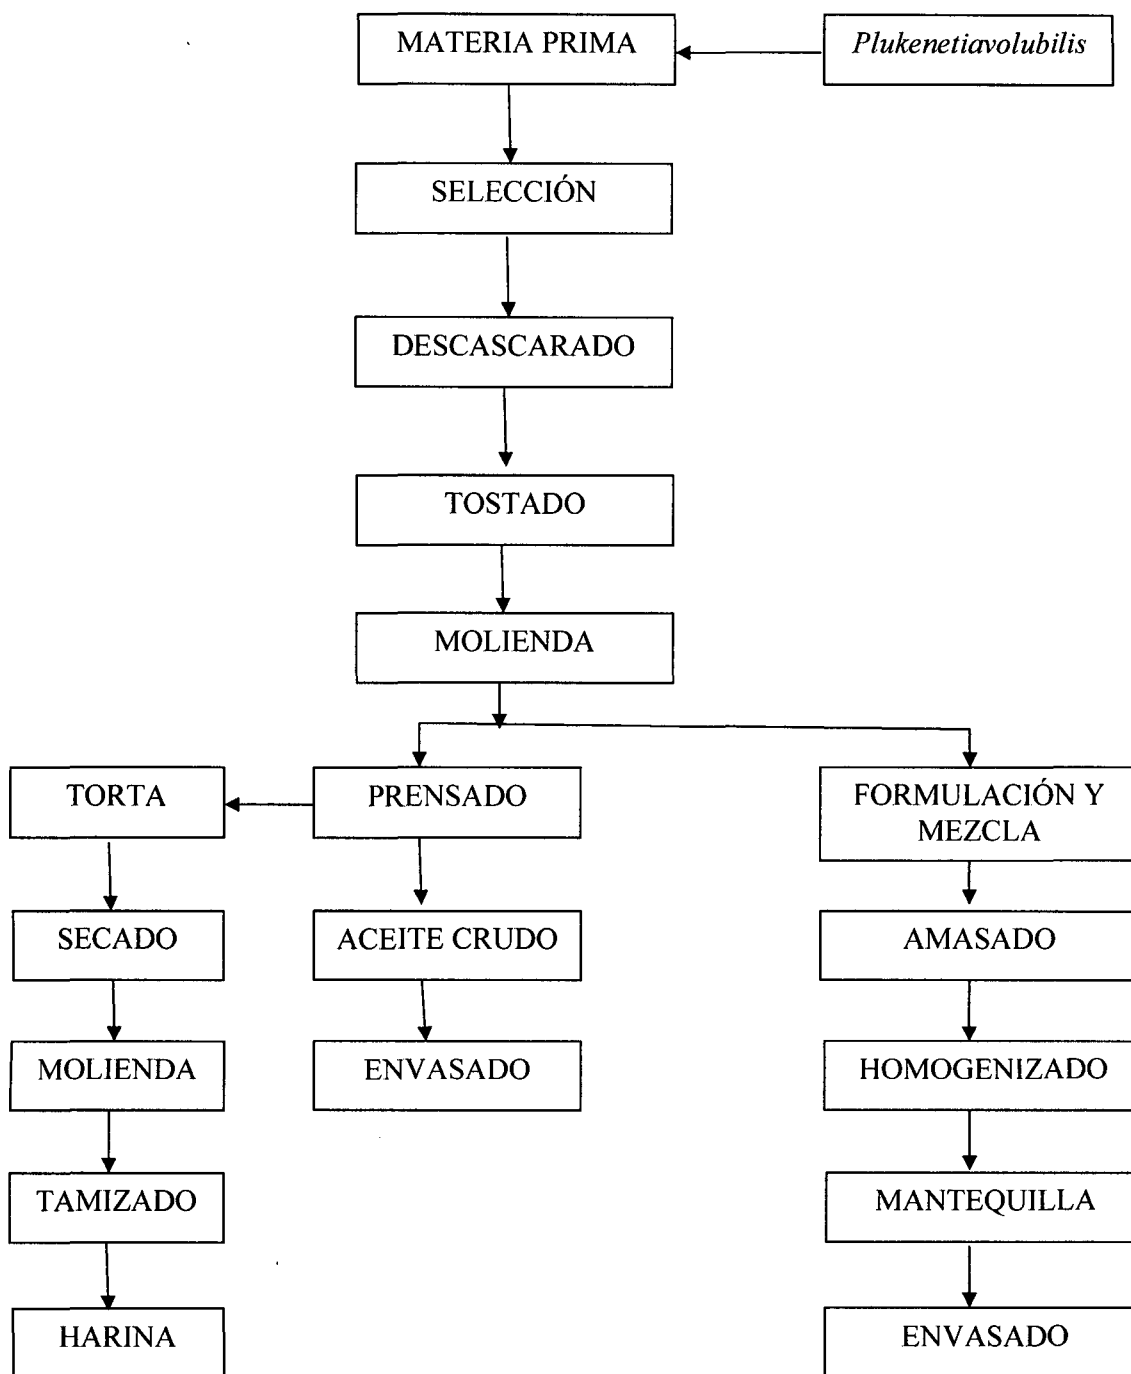 MATERIA PRIMA
Plukenetiavolubilis
SELECCIÓN
DESCASCARADO
TOSTADO
MOLIENDA
TORTA
PRENSADO
FORMULACIÓN Y
MEZCLA
SECADO
ACEITE CRUDO
AMASADO
MOLIENDA
ENVASADO
HOMOGENIZADO
TAMIZADO
MANTEQUILLA
HARINA
ENVASADO